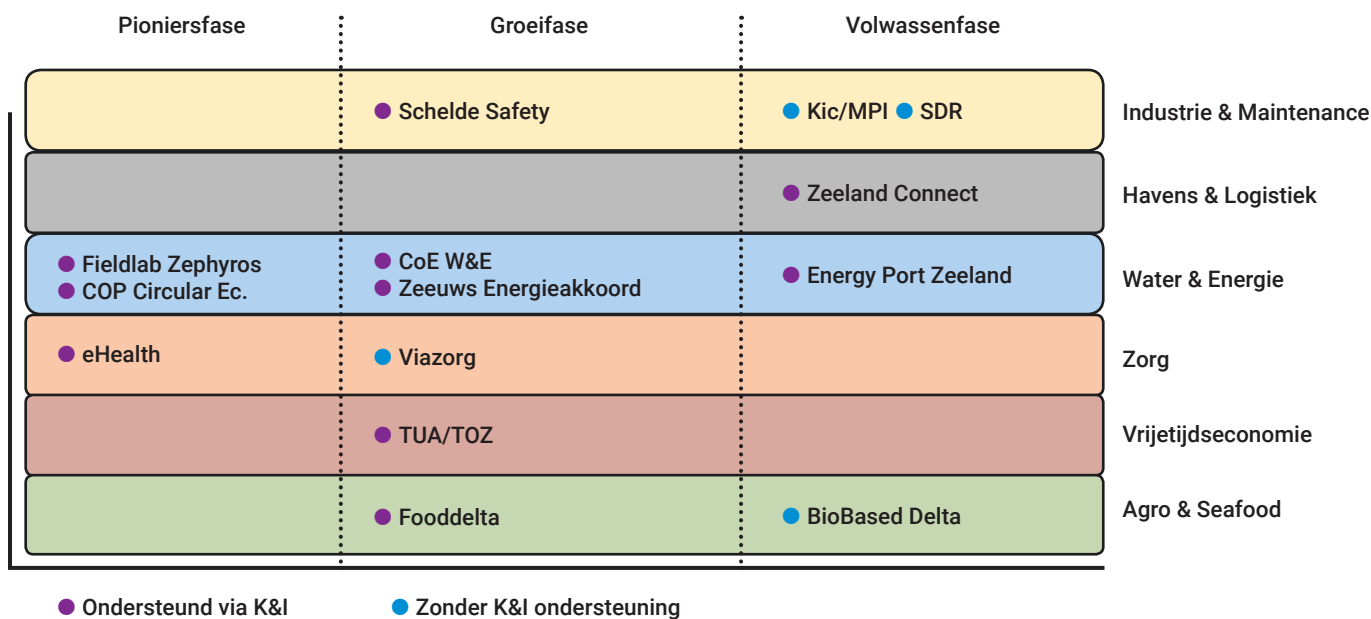 Pioniersfase Groeifase Volwassenfase
Schelde Safety Kic/MPI SDR Industrie & Maintenance
Zeeland Connect Havens & Logistiek
Fieldlab Zephyros CoE W&E Energy Port Zeeland Water & Energie
COP Circular Ec. Zeeuws Energieakkoord
eHealth Viazorg Zorg
TUA/TOZ Vrijetijdseconomie
Fooddelta BioBased Delta Agro & Seafood
Ondersteund via K&I Zonder K&I ondersteuning